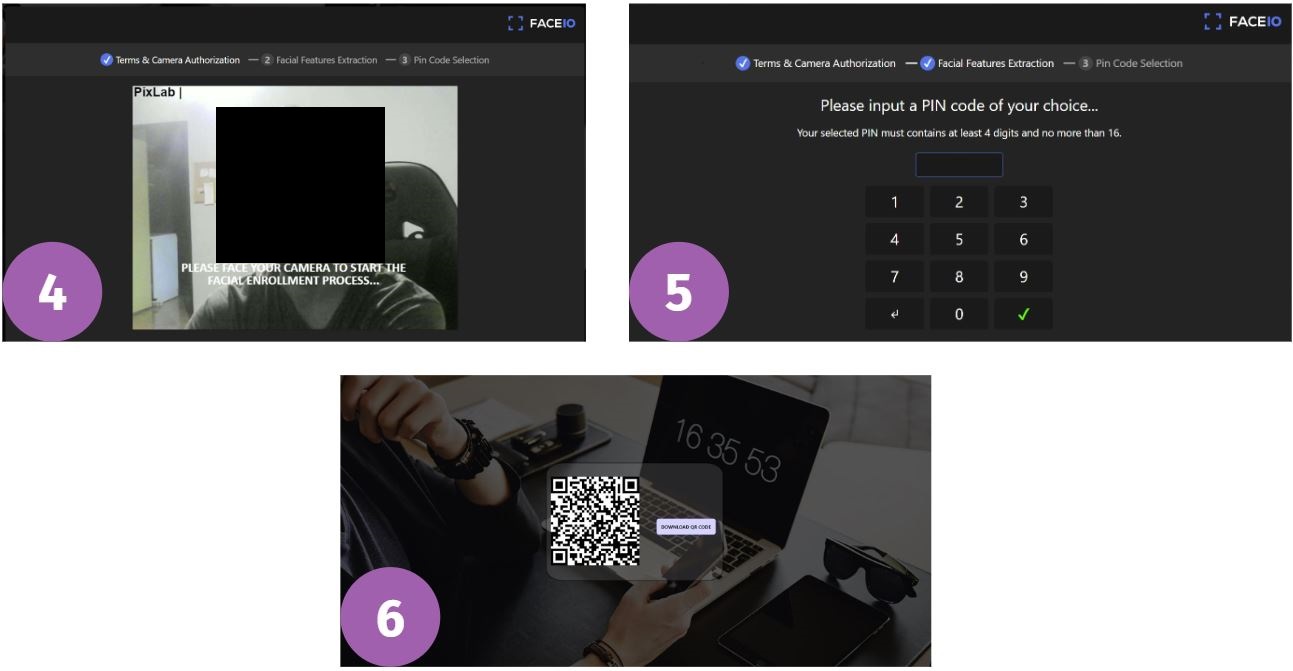 FACEIO
Terms & Camera Authorization — 2 Facial Features Extraction — 3 Pin Code Selection
PixLab |
PLEASE FACE YOUR CAMERA TO START THE
FACIAL ENROLLMENT PROCESS...
4
FACEIO
Terms & Camera Authorization — Facial Features Extraction — 3 Pin Code Selection
Please input a PIN code of your choice...
Your selected PIN must contains at least 4 digits and no more than 16.
1 2 3
4 5 6
7 8 9
0
5
16 35 53
DOWNLOAD QR CODE
6